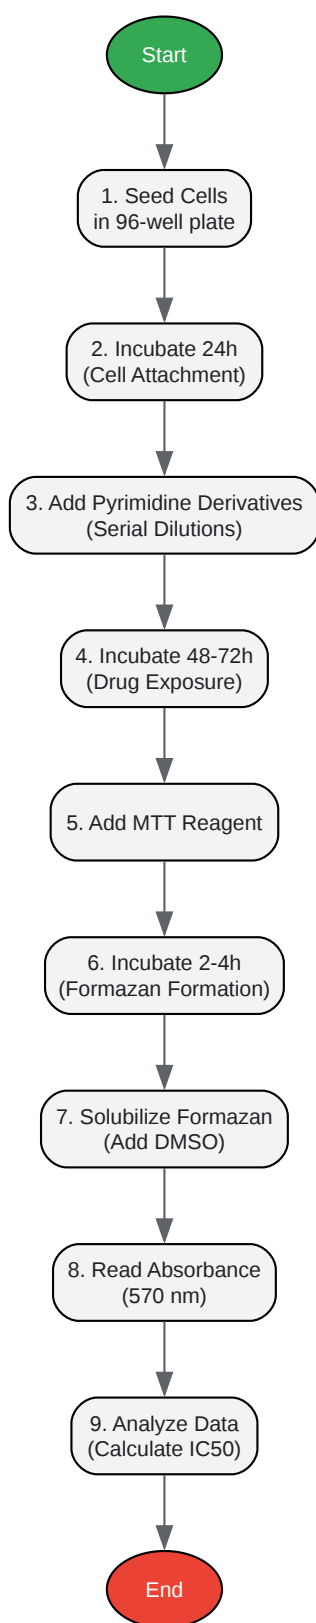 Start
1. Seed Cells
in 96-well plate
2. Incubate 24h
(Cell Attachment)
3. Add Pyrimidine Derivatives
(Serial Dilutions)
4. Incubate 48-72h
(Drug Exposure)
5. Add MTT Reagent
6. Incubate 2-4h
(Formazan Formation)
7. Solubilize Formazan
(Add DMSO)
8. Read Absorbance
(570 nm)
9. Analyze Data
(Calculate IC50)
End